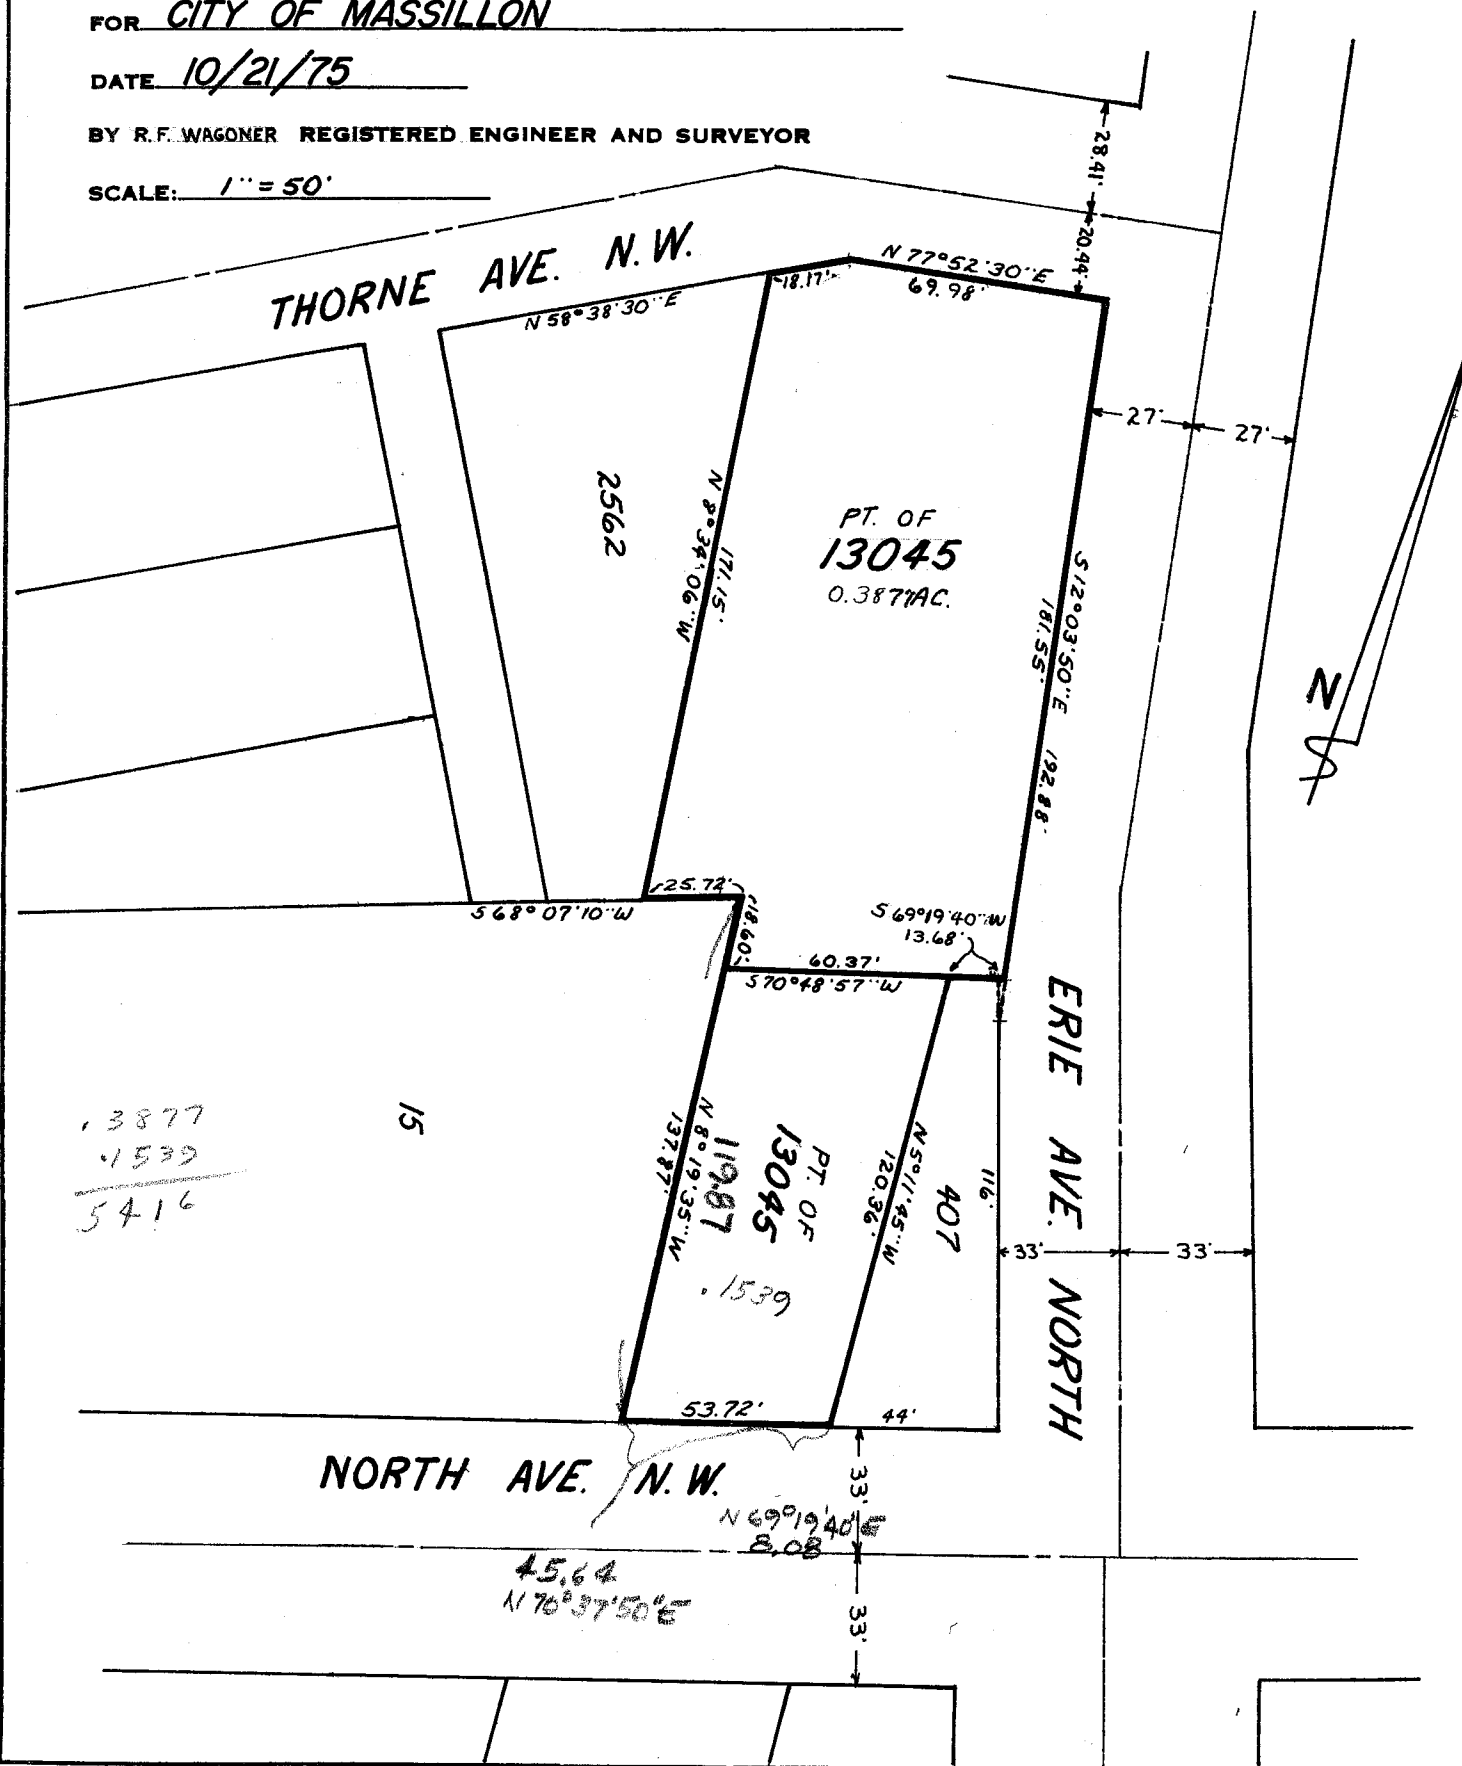 FOR CITY OF MASSILLON
DATE 10/21/75
BY R.F. WAGONER REGISTERED ENGINEER AND SURVEYOR
SCALE: 1" = 50'
28.41'
20.44'
THORNE AVE. N.W.
N 58°38'30"E
18.17'
N 77°52'30"E
69.98'
27'
27'
2562
N 8°34'06"W
171.15'
PT. OF
13045
0.3877AC.
S 12°03'50"E
181.55'
192.88'
N
25.72'
S 68°07'10"W
18.60'
S 69°19'40"W
13.68'
60.37'
S 70°48'57"W
ERIE AVE. NORTH
15
.3877
.1539
5416
N 8°19'35"W
137.87'
119.87
PT. OF
13045
.1539
N 5°11'45"W
120.36'
407
116'
33'
33'
53.72'
44'
NORTH AVE. N.W.
33'
N 69°19'40"E
8.08
45.64
N 70°37'50"E
33'